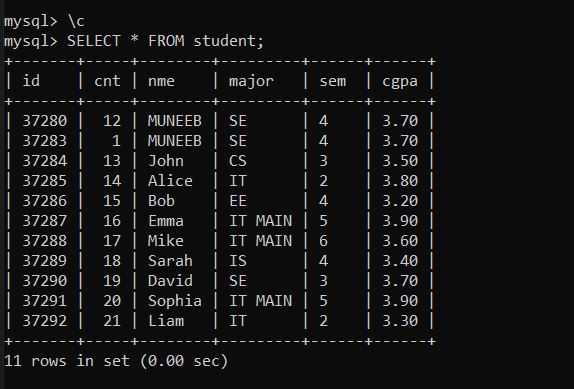 mysql> \c
mysql> SELECT * FROM student;
+-------+-----+--------+---------+------+------+
| id    | cnt | nme    | major   | sem  | cgpa |
+-------+-----+--------+---------+------+------+
| 37280 |  12 | MUNEEB | SE      | 4    | 3.70 |
| 37283 |   1 | MUNEEB | SE      | 4    | 3.70 |
| 37284 |  13 | John   | CS      | 3    | 3.50 |
| 37285 |  14 | Alice  | IT      | 2    | 3.80 |
| 37286 |  15 | Bob    | EE      | 4    | 3.20 |
| 37287 |  16 | Emma   | IT MAIN | 5    | 3.90 |
| 37288 |  17 | Mike   | IT MAIN | 6    | 3.60 |
| 37289 |  18 | Sarah  | IS      | 4    | 3.40 |
| 37290 |  19 | David  | SE      | 3    | 3.70 |
| 37291 |  20 | Sophia | IT MAIN | 5    | 3.90 |
| 37292 |  21 | Liam   | IT      | 2    | 3.30 |
+-------+-----+--------+---------+------+------+
11 rows in set (0.00 sec)